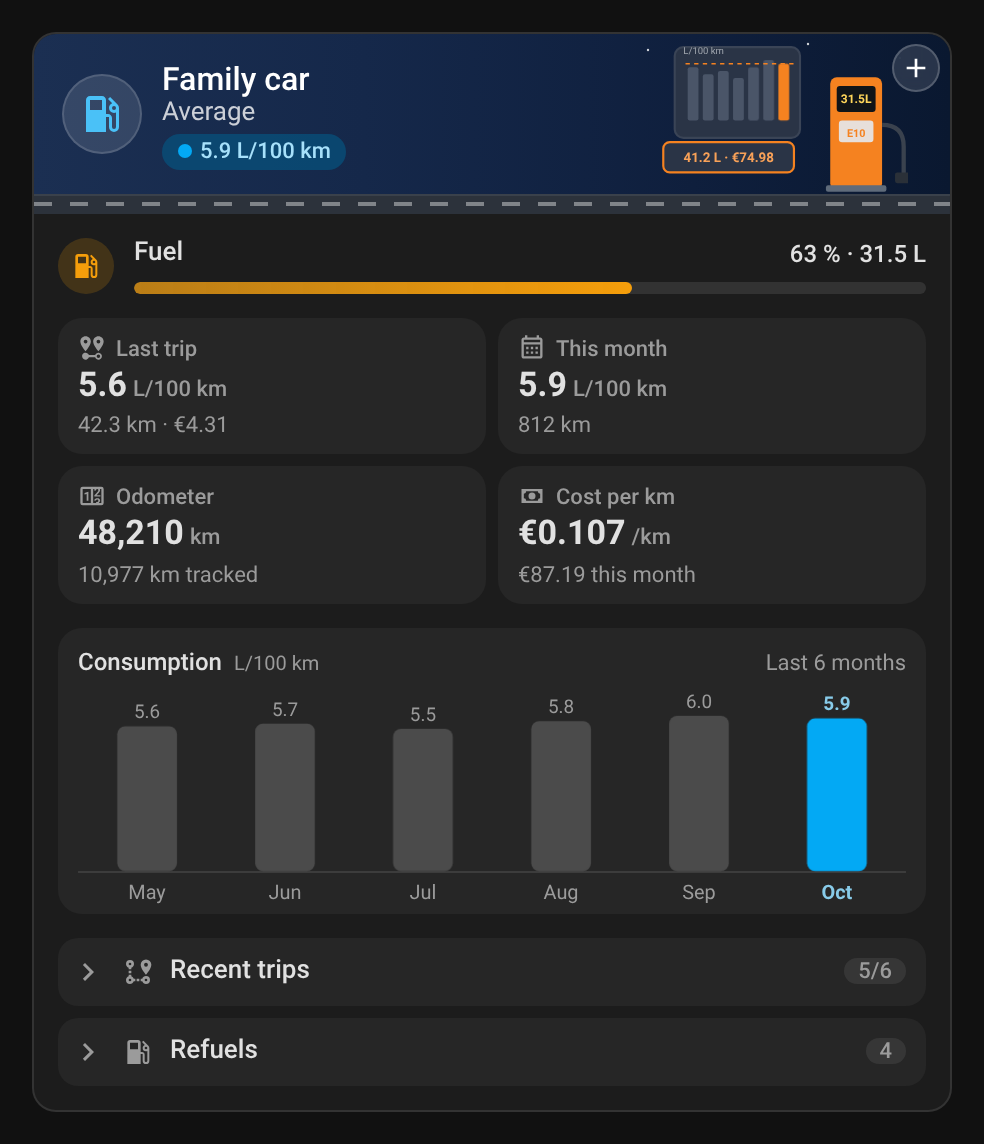 Family car
Average
5.9 L/100 km
L/100 km
41.2 L · €74.98
31.5L
E10
Fuel
63 % · 31.5 L
Last trip
5.6 L/100 km
42.3 km · €4.31
This month
5.9 L/100 km
812 km
Odometer
48,210 km
10,977 km tracked
Cost per km
€0.107 /km
€87.19 this month
Consumption L/100 km
Last 6 months
5.6 5.7 5.5 5.8 6.0 5.9
May Jun Jul Aug Sep Oct
Recent trips
5/6
Refuels
4